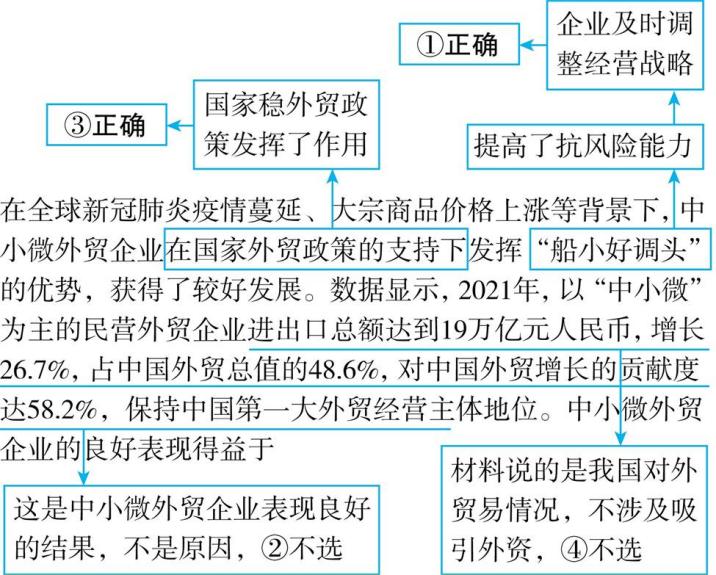 企业及时调
整经营战略
①正确
国家稳外贸政
策发挥了作用
③正确
提高了抗风险能力
在全球新冠肺炎疫情蔓延、大宗商品价格上涨等背景下,中
小微外贸企业在国家外贸政策的支持下发挥“船小好调头”
的优势，获得了较好发展。数据显示,2021年,以“中小微”
为主的民营外贸企业进出口总额达到19万亿元人民币,增长
26.7%,占中国外贸总值的48.6%,对中国外贸增长的贡献度
达58.2%，保持中国第一大外贸经营主体地位。中小微外贸
企业的良好表现得益于
这是中小微外贸企业表现良好
的结果，不是原因，②不选
材料说的是我国对外
贸易情况，不涉及吸
引外资，④不选